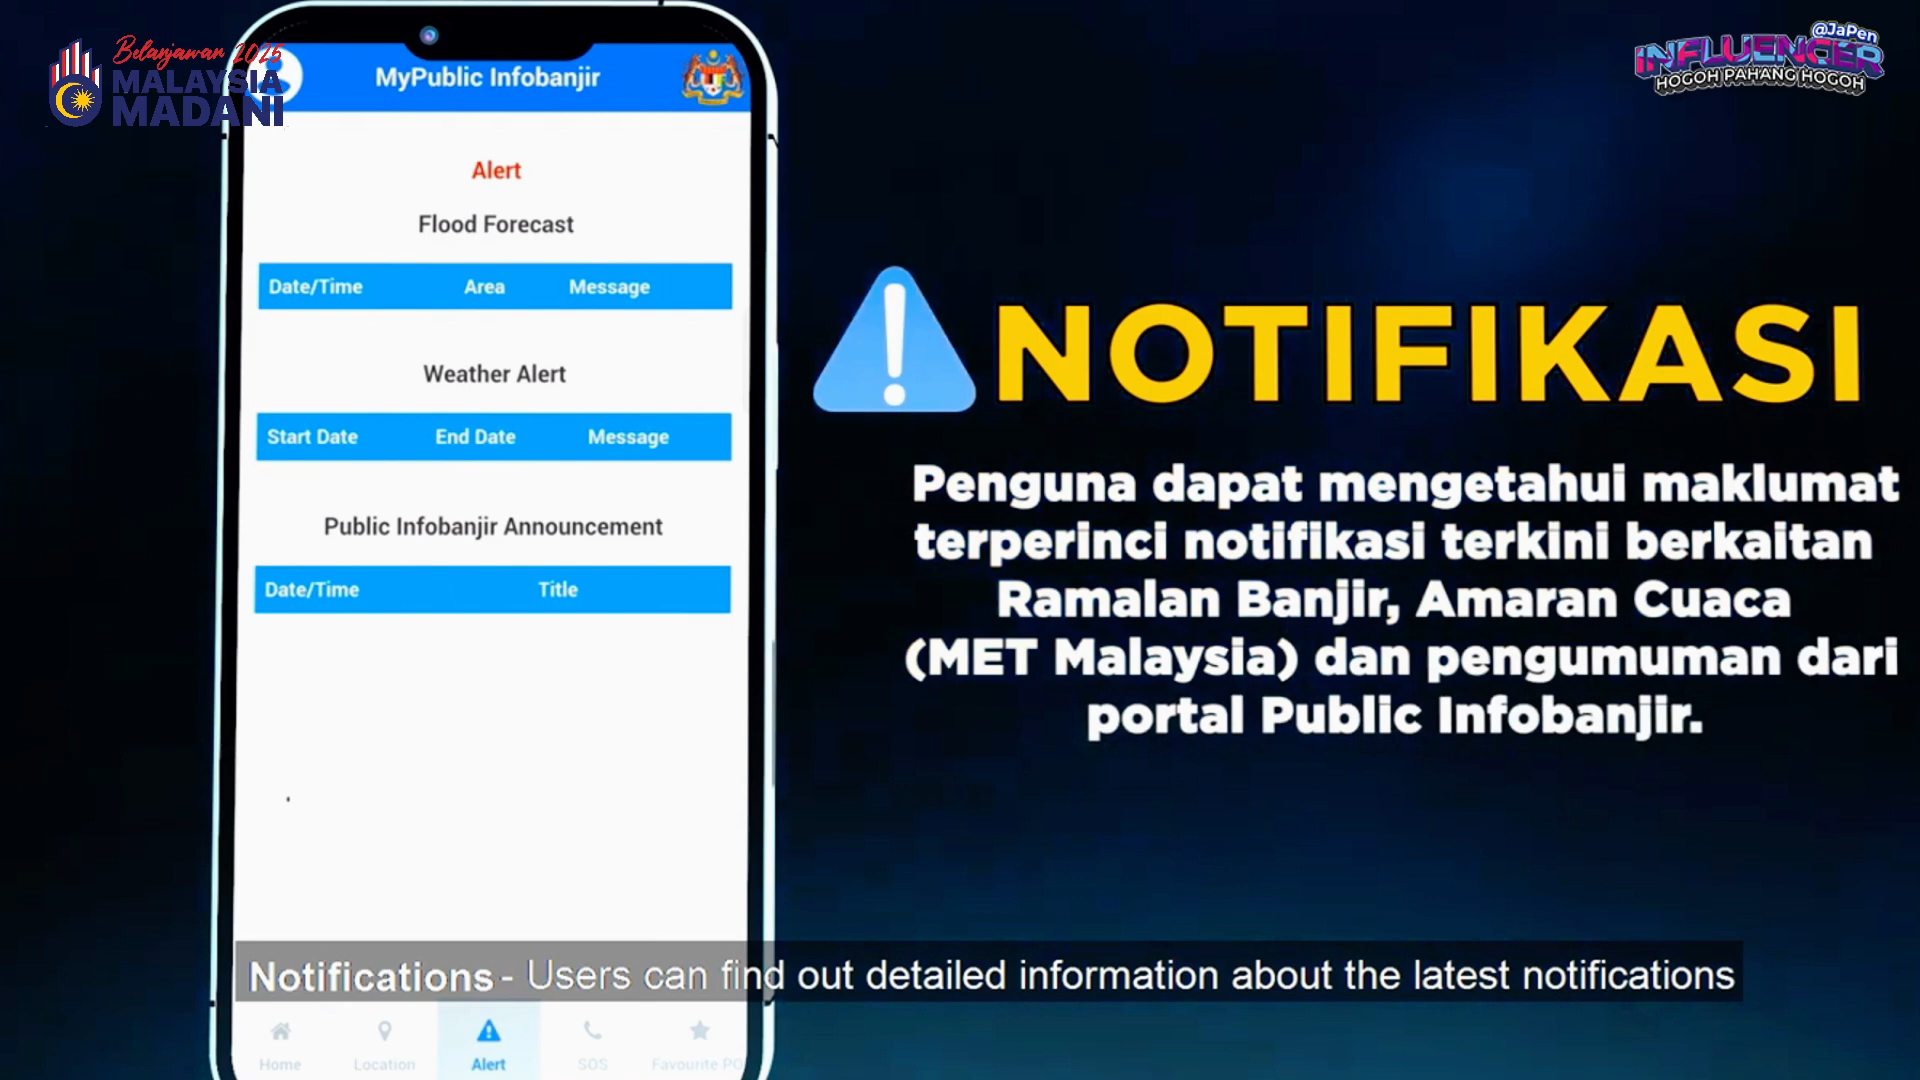 Belanjawan 2025
MALAYSIA
MADANI
MyPublic Infobanjir
@JaPen
INFLUENCER
HOGOH PAHANG HOGOH
Alert
Flood Forecast
Date/Time Area Message
Weather Alert
Start Date End Date Message
Public Infobanjir Announcement
Date/Time Title
NOTIFIKASI
Penguna dapat mengetahui maklumat
terperinci notifikasi terkini berkaitan
Ramalan Banjir, Amaran Cuaca
(MET Malaysia) dan pengumuman dari
portal Public Infobanjir.
Notifications - Users can find out detailed information about the latest notifications
Home Location Alert SOS Favourite PO